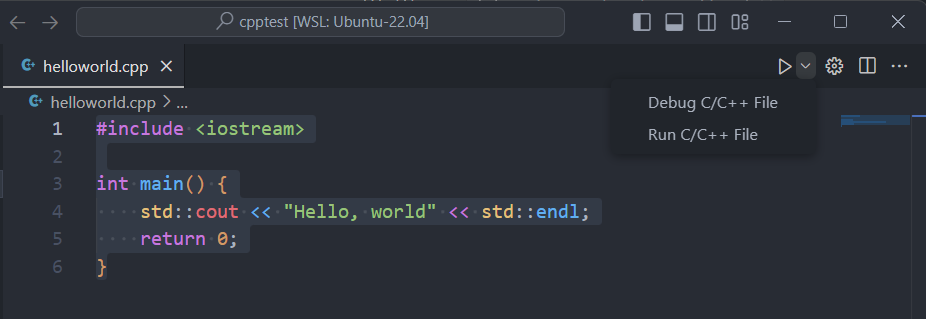 cpptest [WSL: Ubuntu-22.04]
helloworld.cpp
helloworld.cpp > ...
Debug C/C++ File
Run C/C++ File
1 #include <iostream>
2
3 int main() {
4     std::cout << "Hello, world" << std::endl;
5     return 0;
6 }